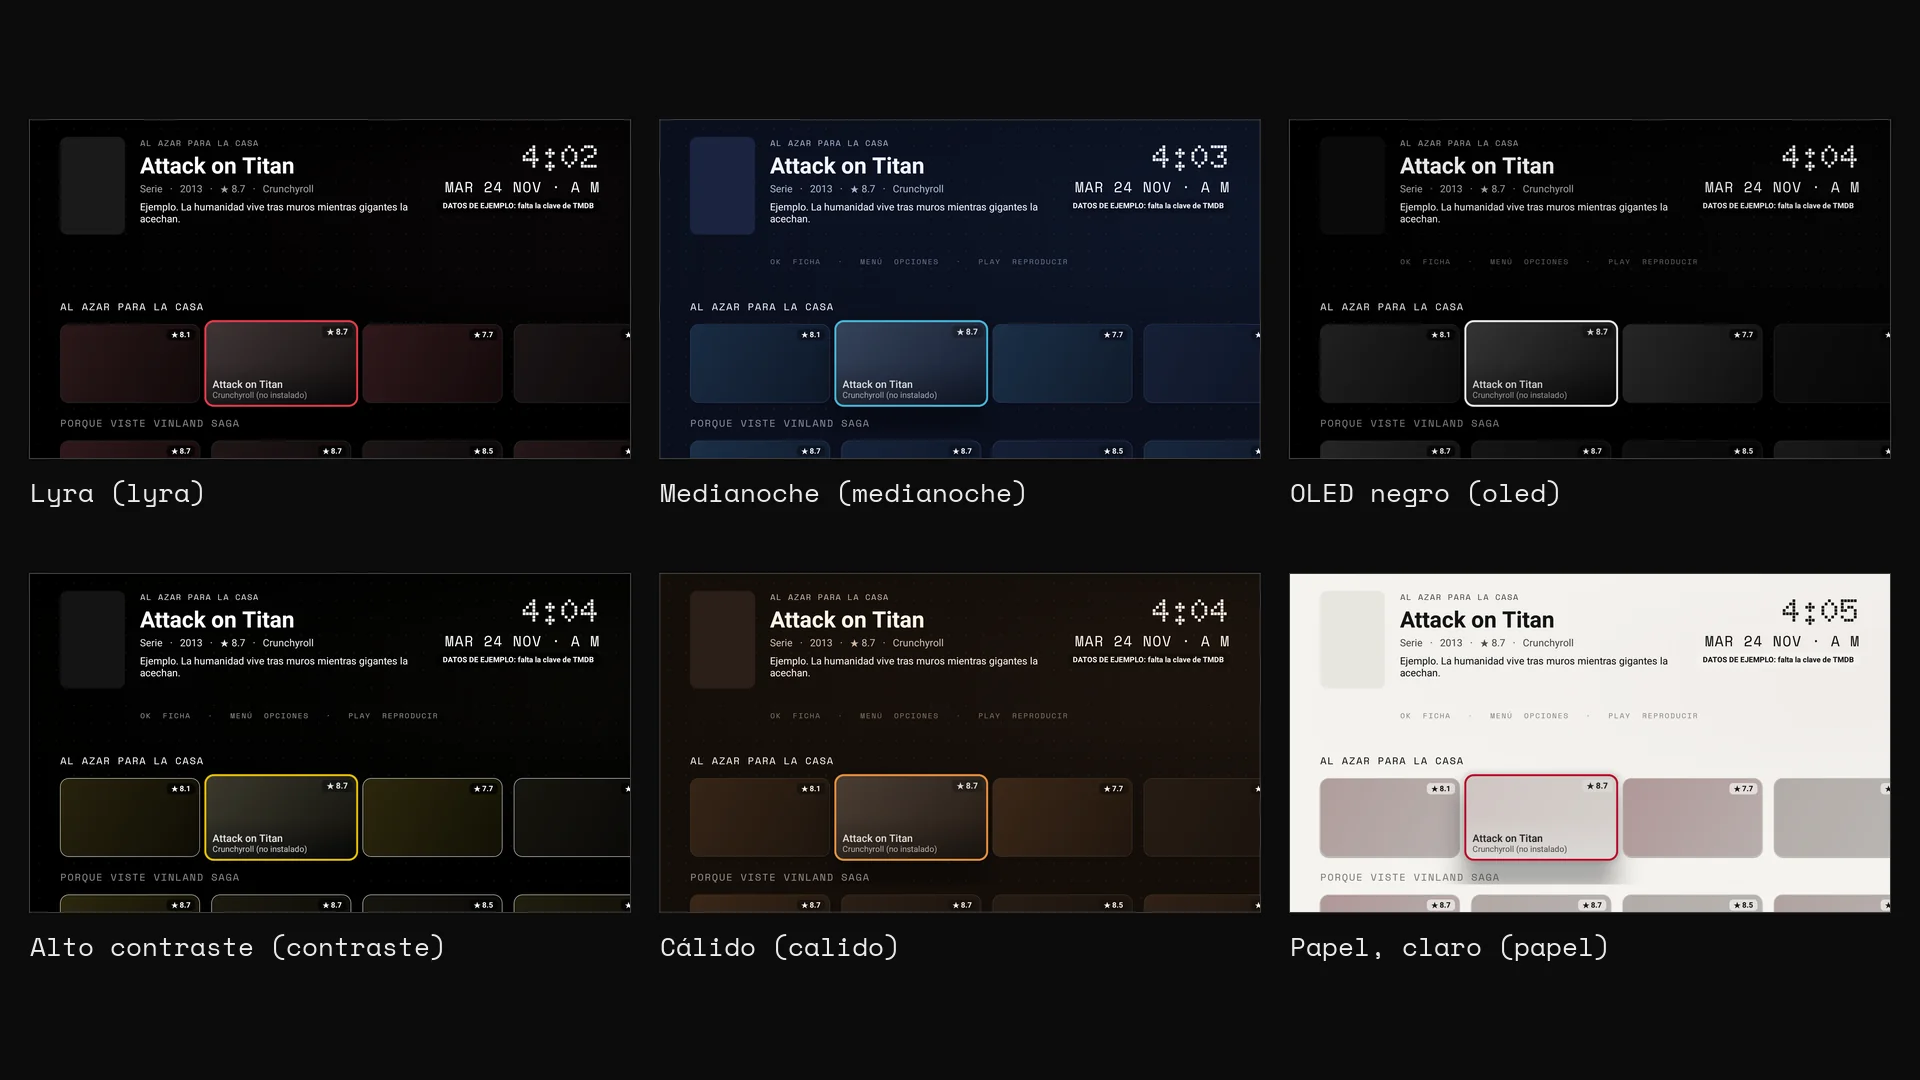 AL AZAR PARA LA CASA
Attack on Titan
Serie · 2013 · ★ 8.7 · Crunchyroll
Ejemplo. La humanidad vive tras muros mientras gigantes la
acechan.
4:02
MAR 24 NOV · A M
DATOS DE EJEMPLO: falta la clave de TMDB
AL AZAR PARA LA CASA
★ 8.1
★ 8.7
★ 7.7
Attack on Titan
Crunchyroll (no instalado)
PORQUE VISTE VINLAND SAGA
★ 8.7
★ 8.7
★ 8.5
Lyra (lyra)
AL AZAR PARA LA CASA
Attack on Titan
Serie · 2013 · ★ 8.7 · Crunchyroll
Ejemplo. La humanidad vive tras muros mientras gigantes la
acechan.
4:03
MAR 24 NOV · A M
DATOS DE EJEMPLO: falta la clave de TMDB
OK FICHA · MENÚ OPCIONES · PLAY REPRODUCIR
AL AZAR PARA LA CASA
★ 8.1
★ 8.7
★ 7.7
Attack on Titan
Crunchyroll (no instalado)
PORQUE VISTE VINLAND SAGA
★ 8.7
★ 8.7
★ 8.5
Medianoche (medianoche)
AL AZAR PARA LA CASA
Attack on Titan
Serie · 2013 · ★ 8.7 · Crunchyroll
Ejemplo. La humanidad vive tras muros mientras gigantes la
acechan.
4:04
MAR 24 NOV · A M
DATOS DE EJEMPLO: falta la clave de TMDB
OK FICHA · MENÚ OPCIONES · PLAY REPRODUCIR
AL AZAR PARA LA CASA
★ 8.1
★ 8.7
★ 7.7
Attack on Titan
Crunchyroll (no instalado)
PORQUE VISTE VINLAND SAGA
★ 8.7
★ 8.7
★ 8.5
OLED negro (oled)
AL AZAR PARA LA CASA
Attack on Titan
Serie · 2013 · ★ 8.7 · Crunchyroll
Ejemplo. La humanidad vive tras muros mientras gigantes la
acechan.
4:04
MAR 24 NOV · A M
DATOS DE EJEMPLO: falta la clave de TMDB
OK FICHA · MENÚ OPCIONES · PLAY REPRODUCIR
AL AZAR PARA LA CASA
★ 8.1
★ 8.7
★ 7.7
Attack on Titan
Crunchyroll (no instalado)
PORQUE VISTE VINLAND SAGA
★ 8.7
★ 8.7
★ 8.5
Alto contraste (contraste)
AL AZAR PARA LA CASA
Attack on Titan
Serie · 2013 · ★ 8.7 · Crunchyroll
Ejemplo. La humanidad vive tras muros mientras gigantes la
acechan.
4:04
MAR 24 NOV · A M
DATOS DE EJEMPLO: falta la clave de TMDB
OK FICHA · MENÚ OPCIONES · PLAY REPRODUCIR
AL AZAR PARA LA CASA
★ 8.1
★ 8.7
★ 7.7
Attack on Titan
Crunchyroll (no instalado)
PORQUE VISTE VINLAND SAGA
★ 8.7
★ 8.7
★ 8.5
Cálido (calido)
AL AZAR PARA LA CASA
Attack on Titan
Serie · 2013 · ★ 8.7 · Crunchyroll
Ejemplo. La humanidad vive tras muros mientras gigantes la
acechan.
4:05
MAR 24 NOV · A M
DATOS DE EJEMPLO: falta la clave de TMDB
OK FICHA · MENÚ OPCIONES · PLAY REPRODUCIR
AL AZAR PARA LA CASA
★ 8.1
★ 8.7
★ 7.7
Attack on Titan
Crunchyroll (no instalado)
PORQUE VISTE VINLAND SAGA
★ 8.7
★ 8.7
★ 8.5
Papel, claro (papel)